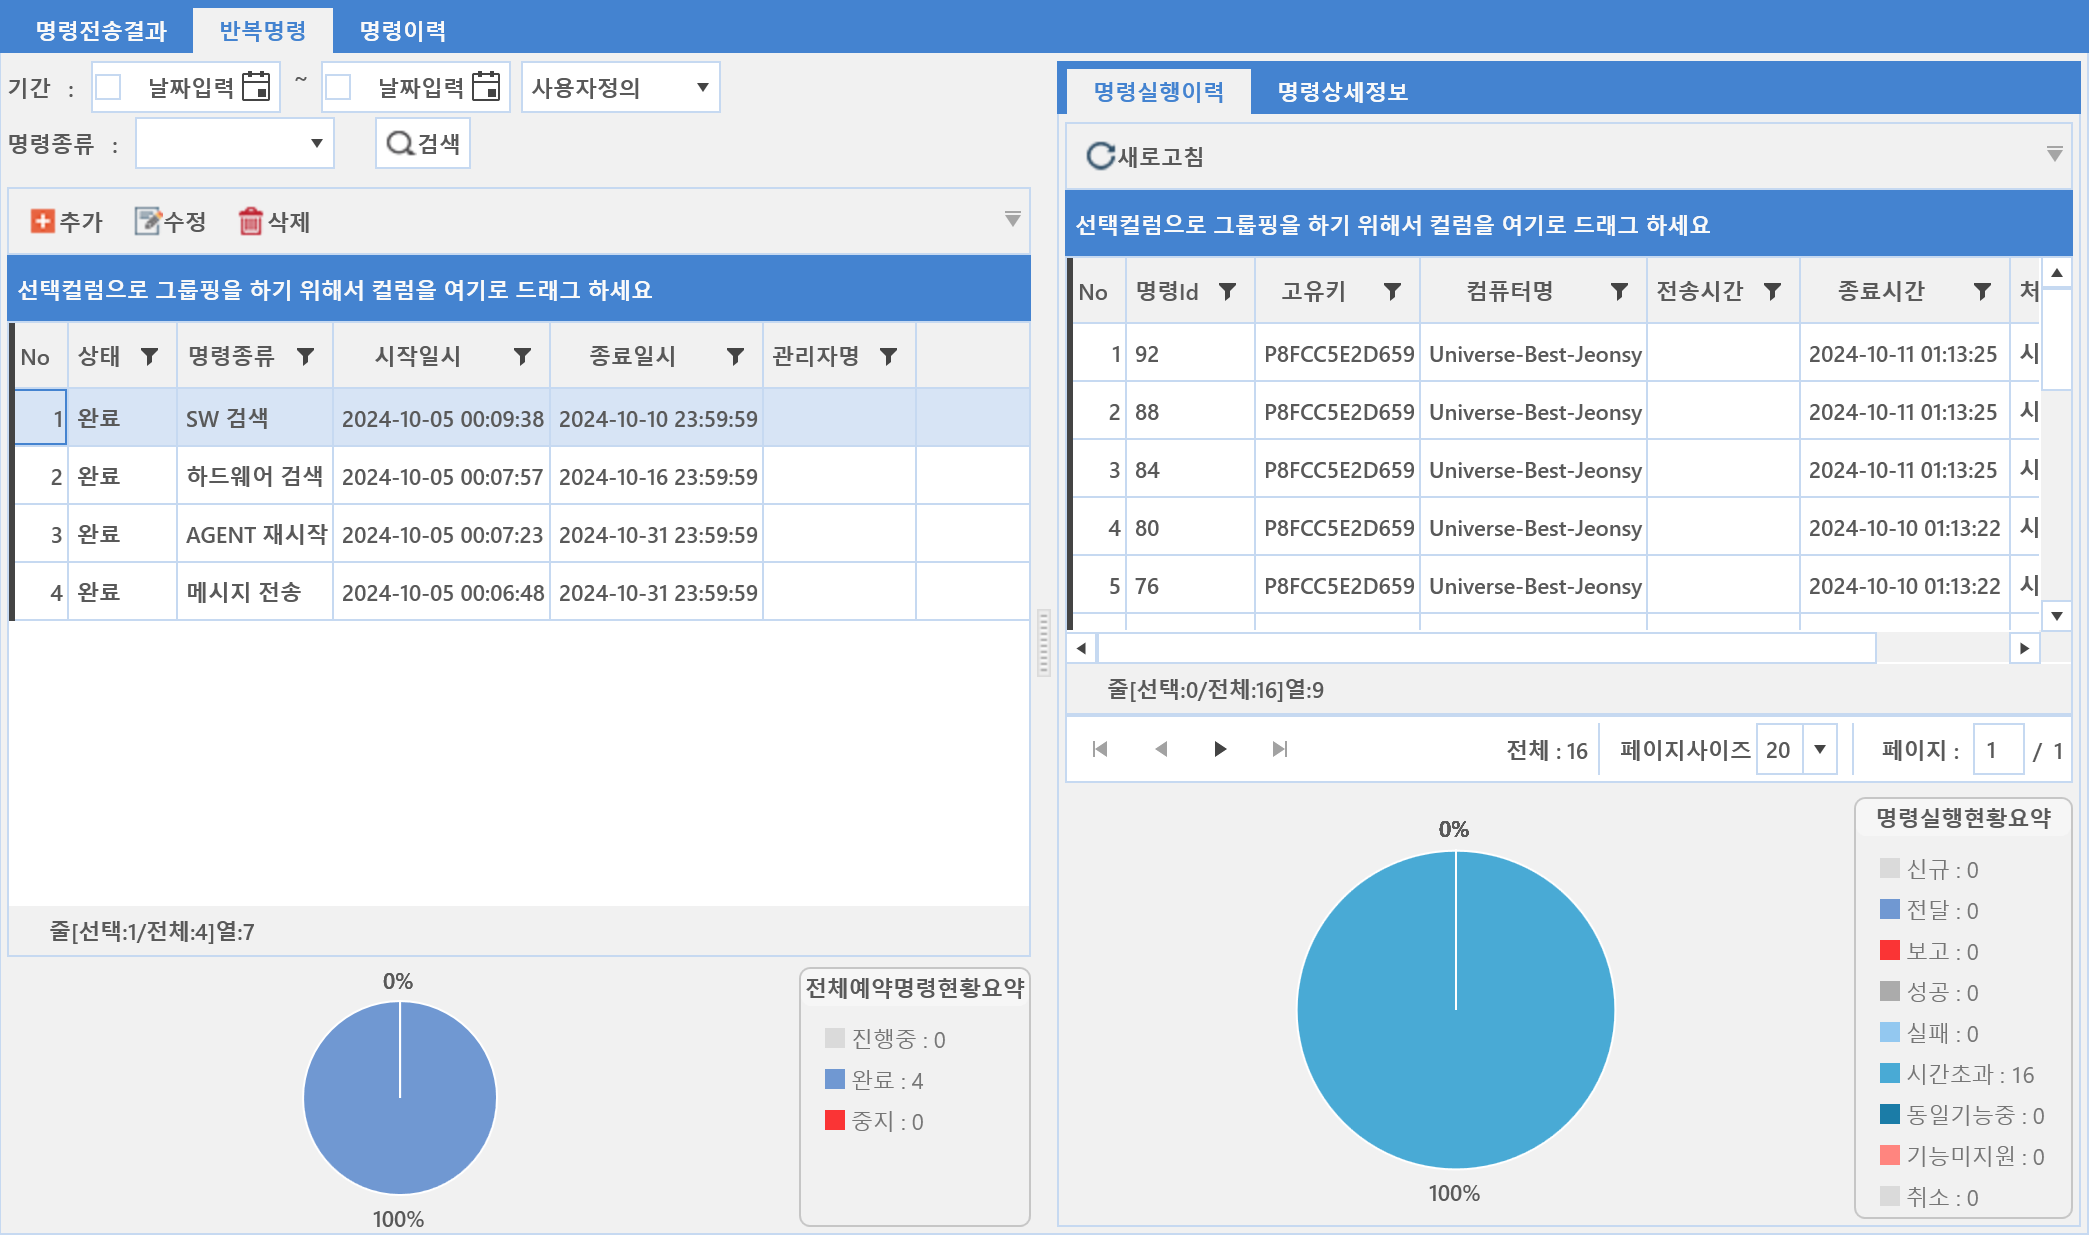 명령전송결과 반복명령 명령이력
기간 : 날짜입력 ~ 날짜입력 사용자정의
명령종류 : 검색
추가 수정 삭제
선택컬럼으로 그룹핑을 하기 위해서 컬럼을 여기로 드래그 하세요
No 상태 명령종류 시작일시 종료일시 관리자명
1 완료 SW 검색 2024-10-05 00:09:38 2024-10-10 23:59:59
2 완료 하드웨어 검색 2024-10-05 00:07:57 2024-10-16 23:59:59
3 완료 AGENT 재시작 2024-10-05 00:07:23 2024-10-31 23:59:59
4 완료 메시지 전송 2024-10-05 00:06:48 2024-10-31 23:59:59
줄[선택:1/전체:4]열:7
0%
100%
전체예약명령현황요약
진행중 : 0
완료 : 4
중지 : 0
명령실행이력 명령상세정보
새로고침
선택컬럼으로 그룹핑을 하기 위해서 컬럼을 여기로 드래그 하세요
No 명령Id 고유키 컴퓨터명 전송시간 종료시간 처
1 92 P8FCC5E2D659 Universe-Best-Jeonsy 2024-10-11 01:13:25 시
2 88 P8FCC5E2D659 Universe-Best-Jeonsy 2024-10-11 01:13:25 시
3 84 P8FCC5E2D659 Universe-Best-Jeonsy 2024-10-11 01:13:25 시
4 80 P8FCC5E2D659 Universe-Best-Jeonsy 2024-10-10 01:13:22 시
5 76 P8FCC5E2D659 Universe-Best-Jeonsy 2024-10-10 01:13:22 시
줄[선택:0/전체:16]열:9
전체 : 16 페이지사이즈 20 페이지 : 1 / 1
0%
100%
명령실행현황요약
신규 : 0
전달 : 0
보고 : 0
성공 : 0
실패 : 0
시간초과 : 16
동일기능중 : 0
기능미지원 : 0
취소 : 0